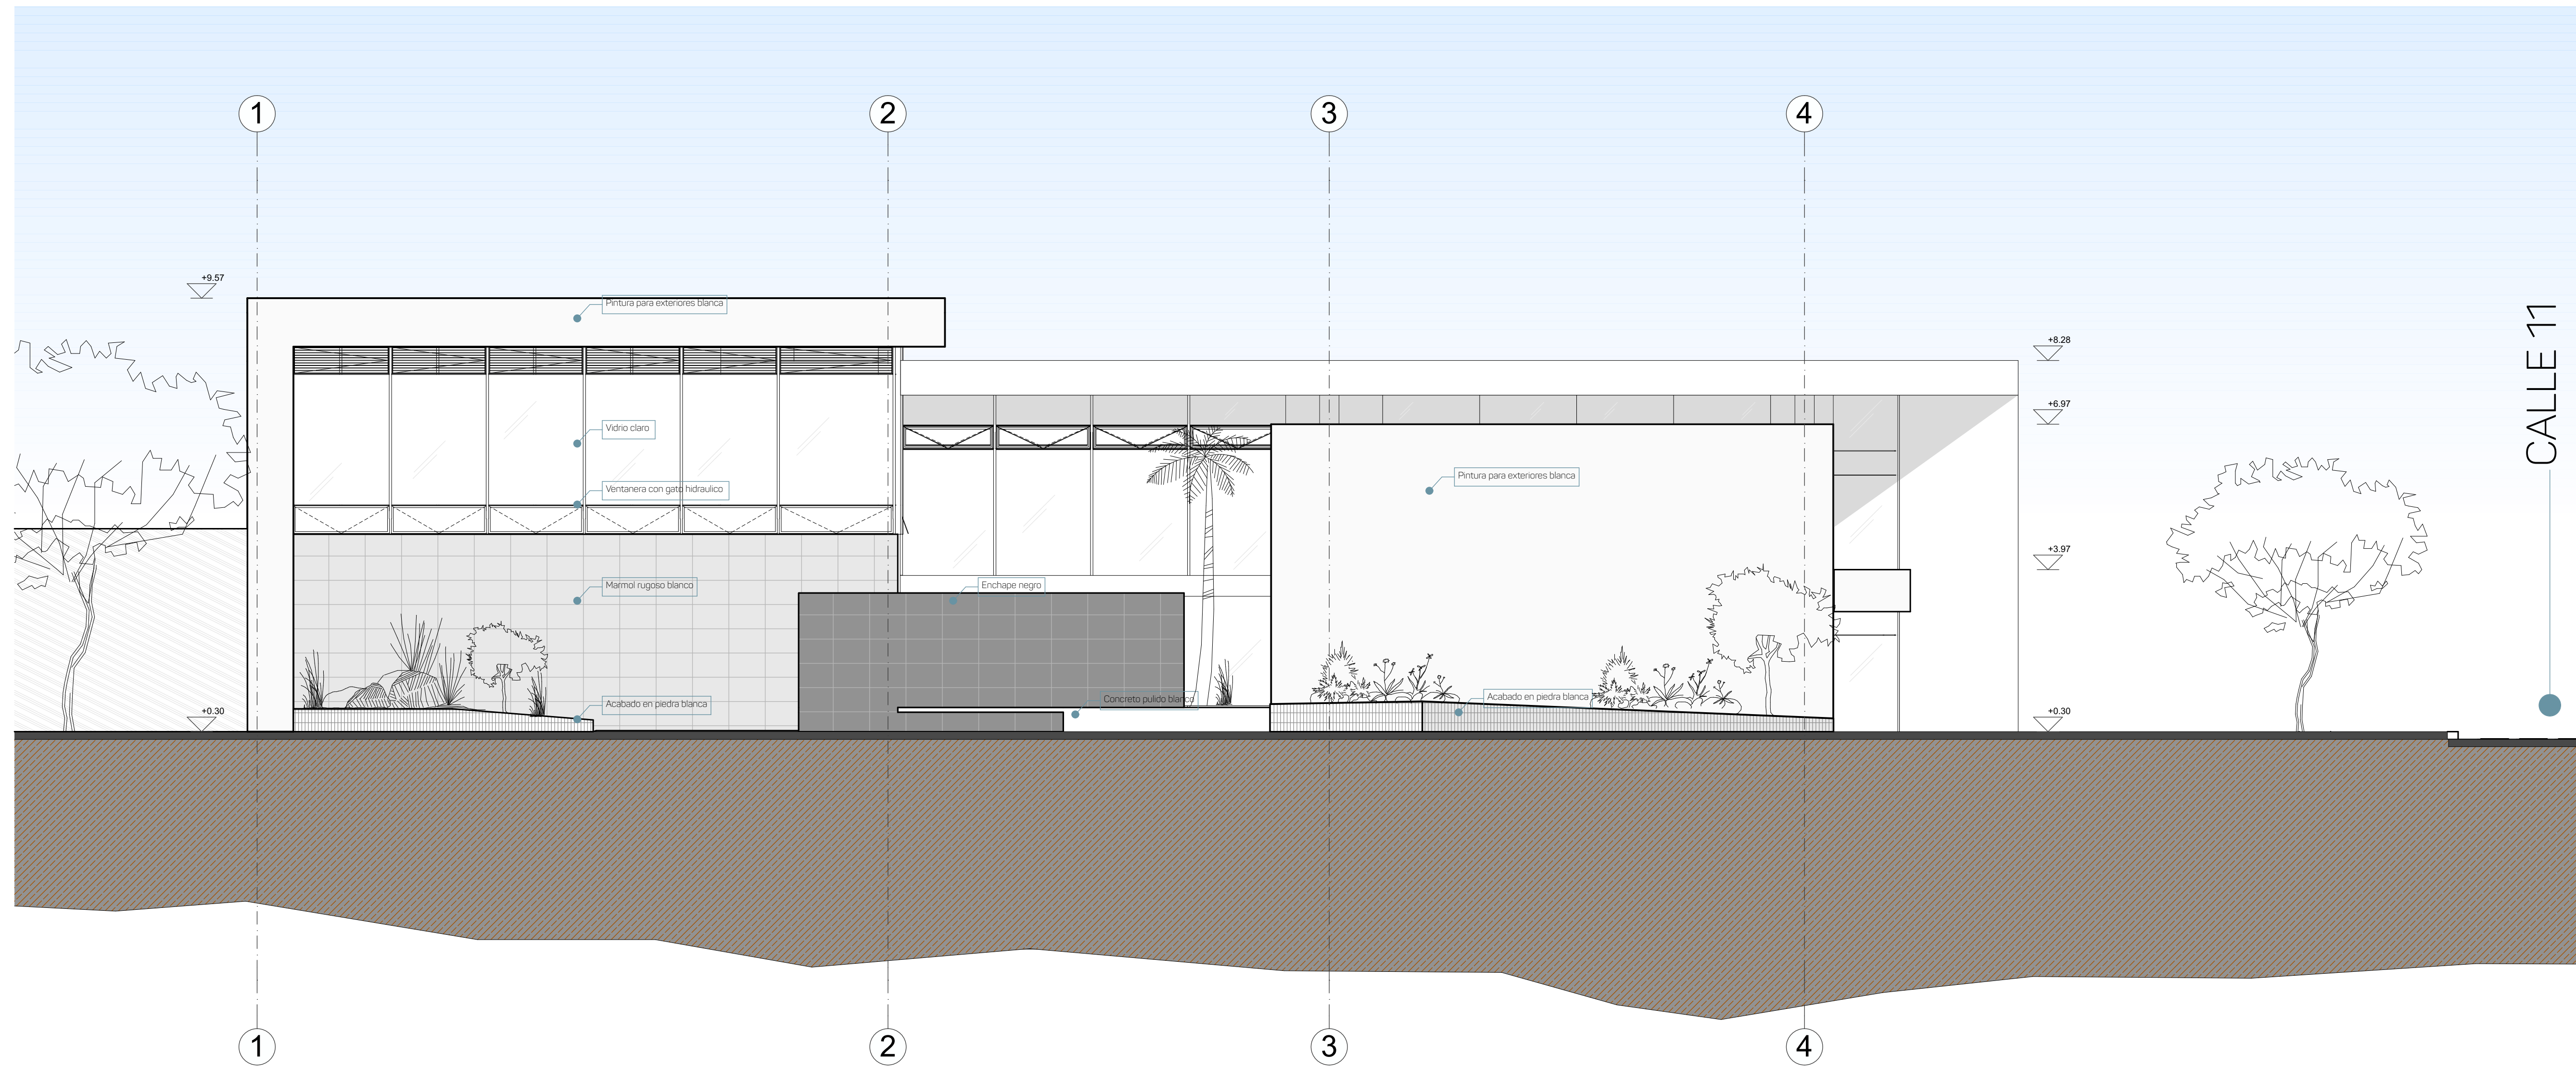 1
2
3
4
+9.57
Pintura para exteriores blanca
+8.28
CALLE 11
+6.97
Vidrio claro
Pintura para exteriores blanca
Ventanera con gato hidraulico
+3.97
Marmol rugoso blanco
Enchape negro
Concreto pulido blanco
Acabado en piedra blanca
Acabado en piedra blanca
+0.30
+0.30
1
2
3
4